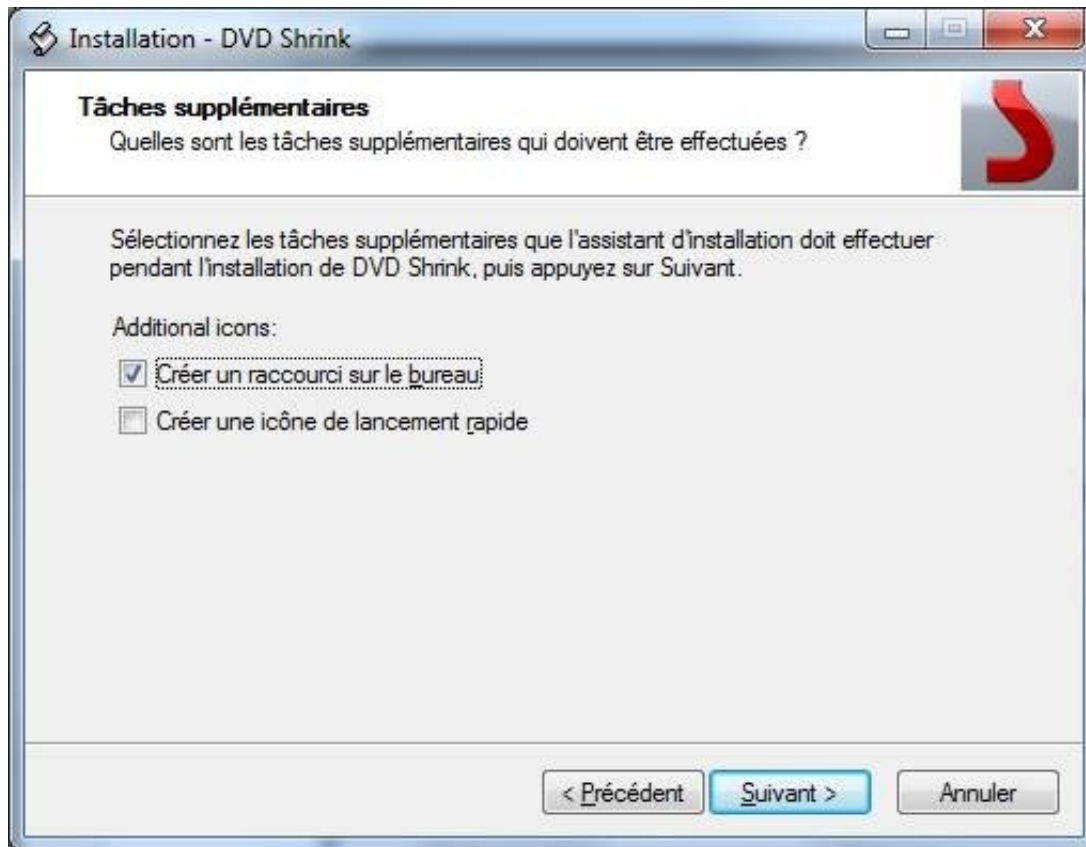 Installation - DVD Shrink
Tâches supplémentaires
Quelles sont les tâches supplémentaires qui doivent être effectuées ?
Sélectionnez les tâches supplémentaires que l'assistant d'installation doit effectuer
pendant l'installation de DVD Shrink, puis appuyez sur Suivant.
Additional icons:
Créer un raccourci sur le bureau
Créer une icône de lancement rapide
< Précédent
Suivant >
Annuler